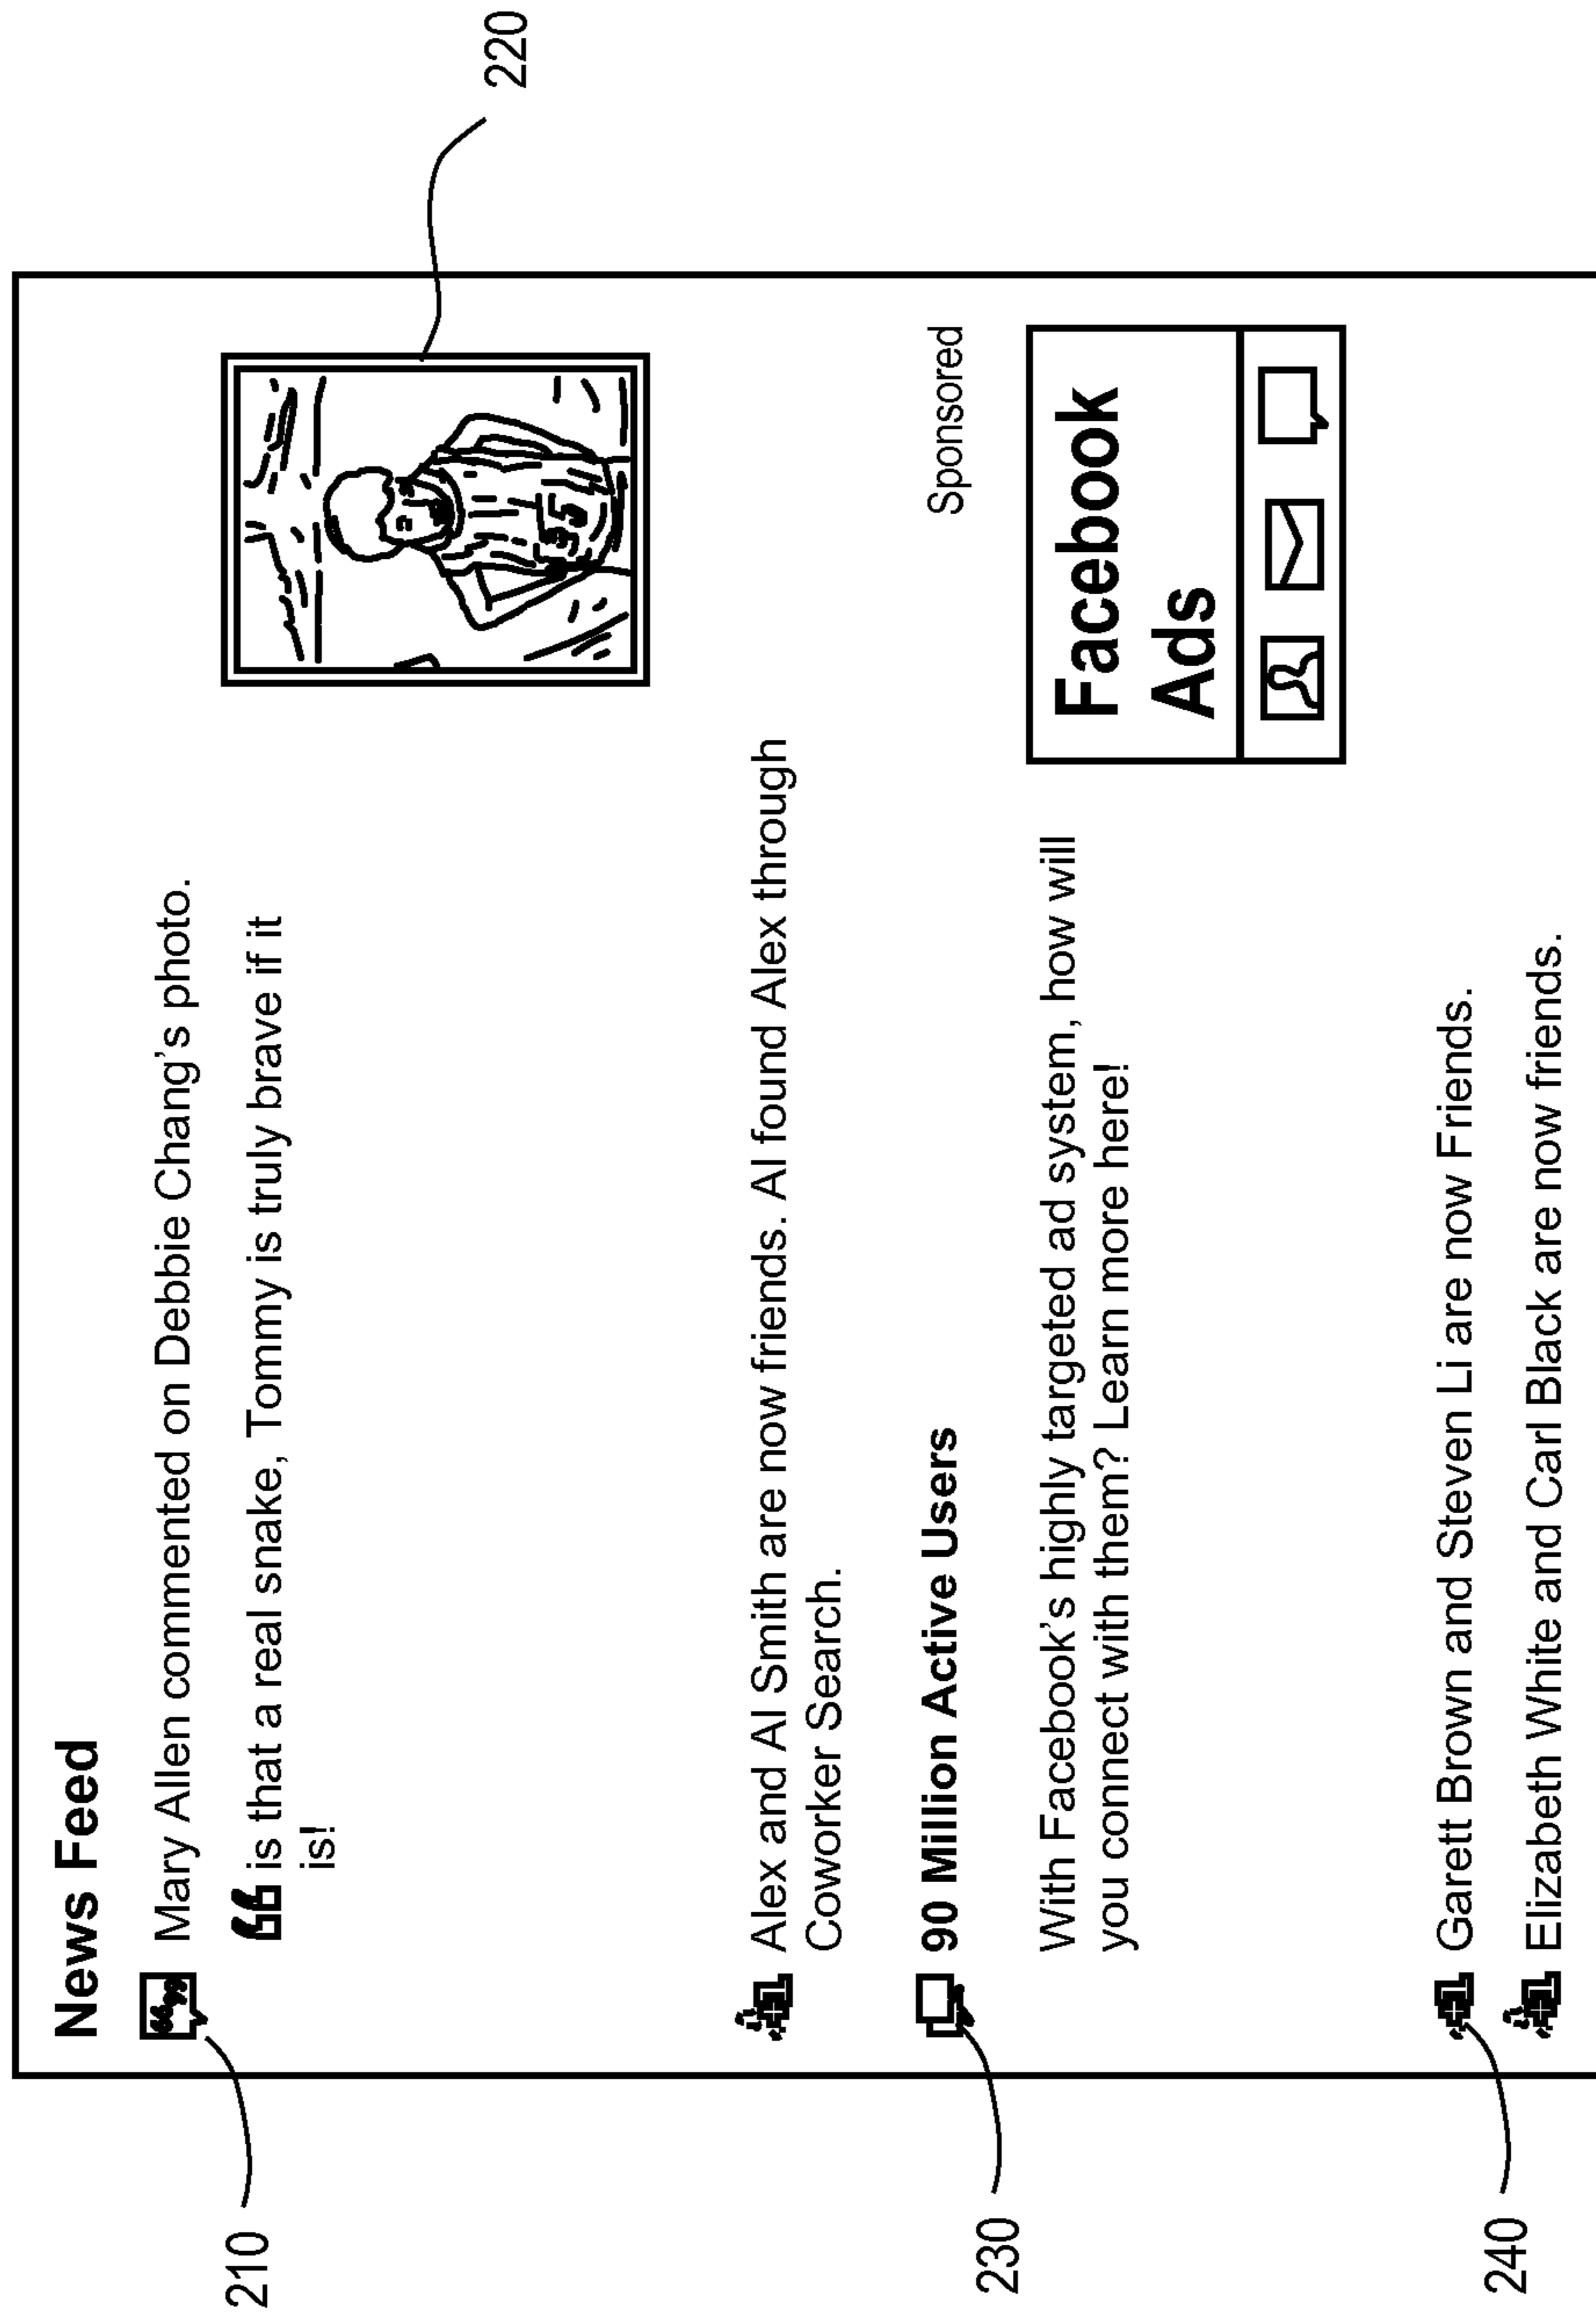 News Feed
210
Mary Allen commented on Debbie Chang's photo.
is that a real snake, Tommy is truly brave if it
is!
220
Alex and Al Smith are now friends. Al found Alex through
Coworker Search.
230
90 Million Active Users
Sponsored
With Facebook's highly targeted ad system, how will
you connect with them? Learn more here!
Facebook
Ads
240
Garett Brown and Steven Li are now Friends.
Elizabeth White and Carl Black are now friends.